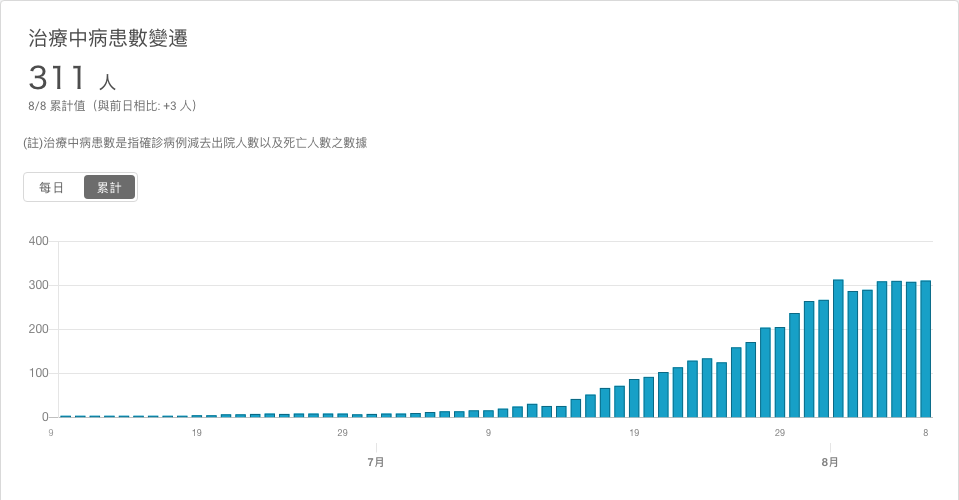 治療中病患數變遷
311 人
8/8 累計值（與前日相比: +3 人）
(註)治療中病患數是指確診病例減去出院人數以及死亡人數之數據
每日 累計
400
300
200
100
0
9 19 29 9 19 29 8
7月 8月